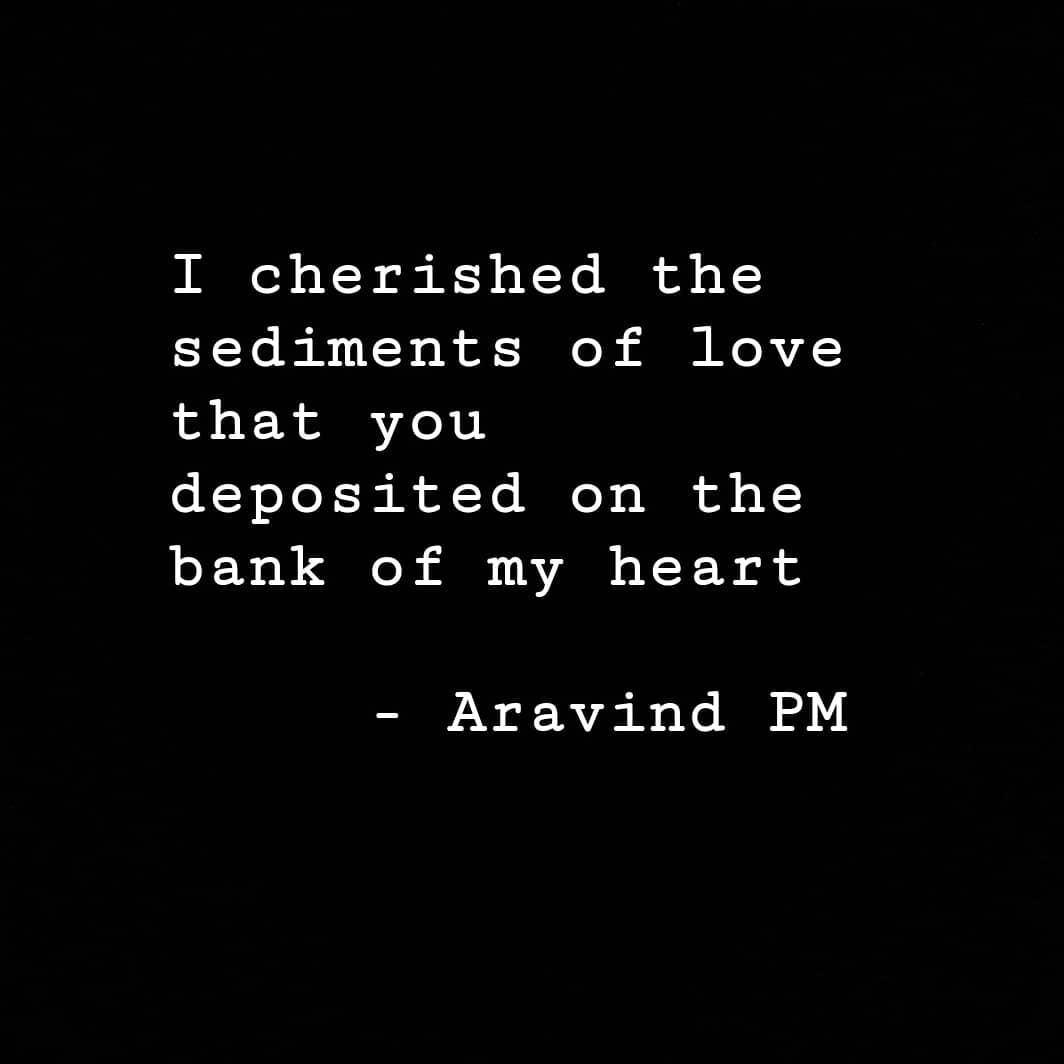 I cherished the
sediments of love
that you
deposited on the
bank of my heart
- Aravind PM